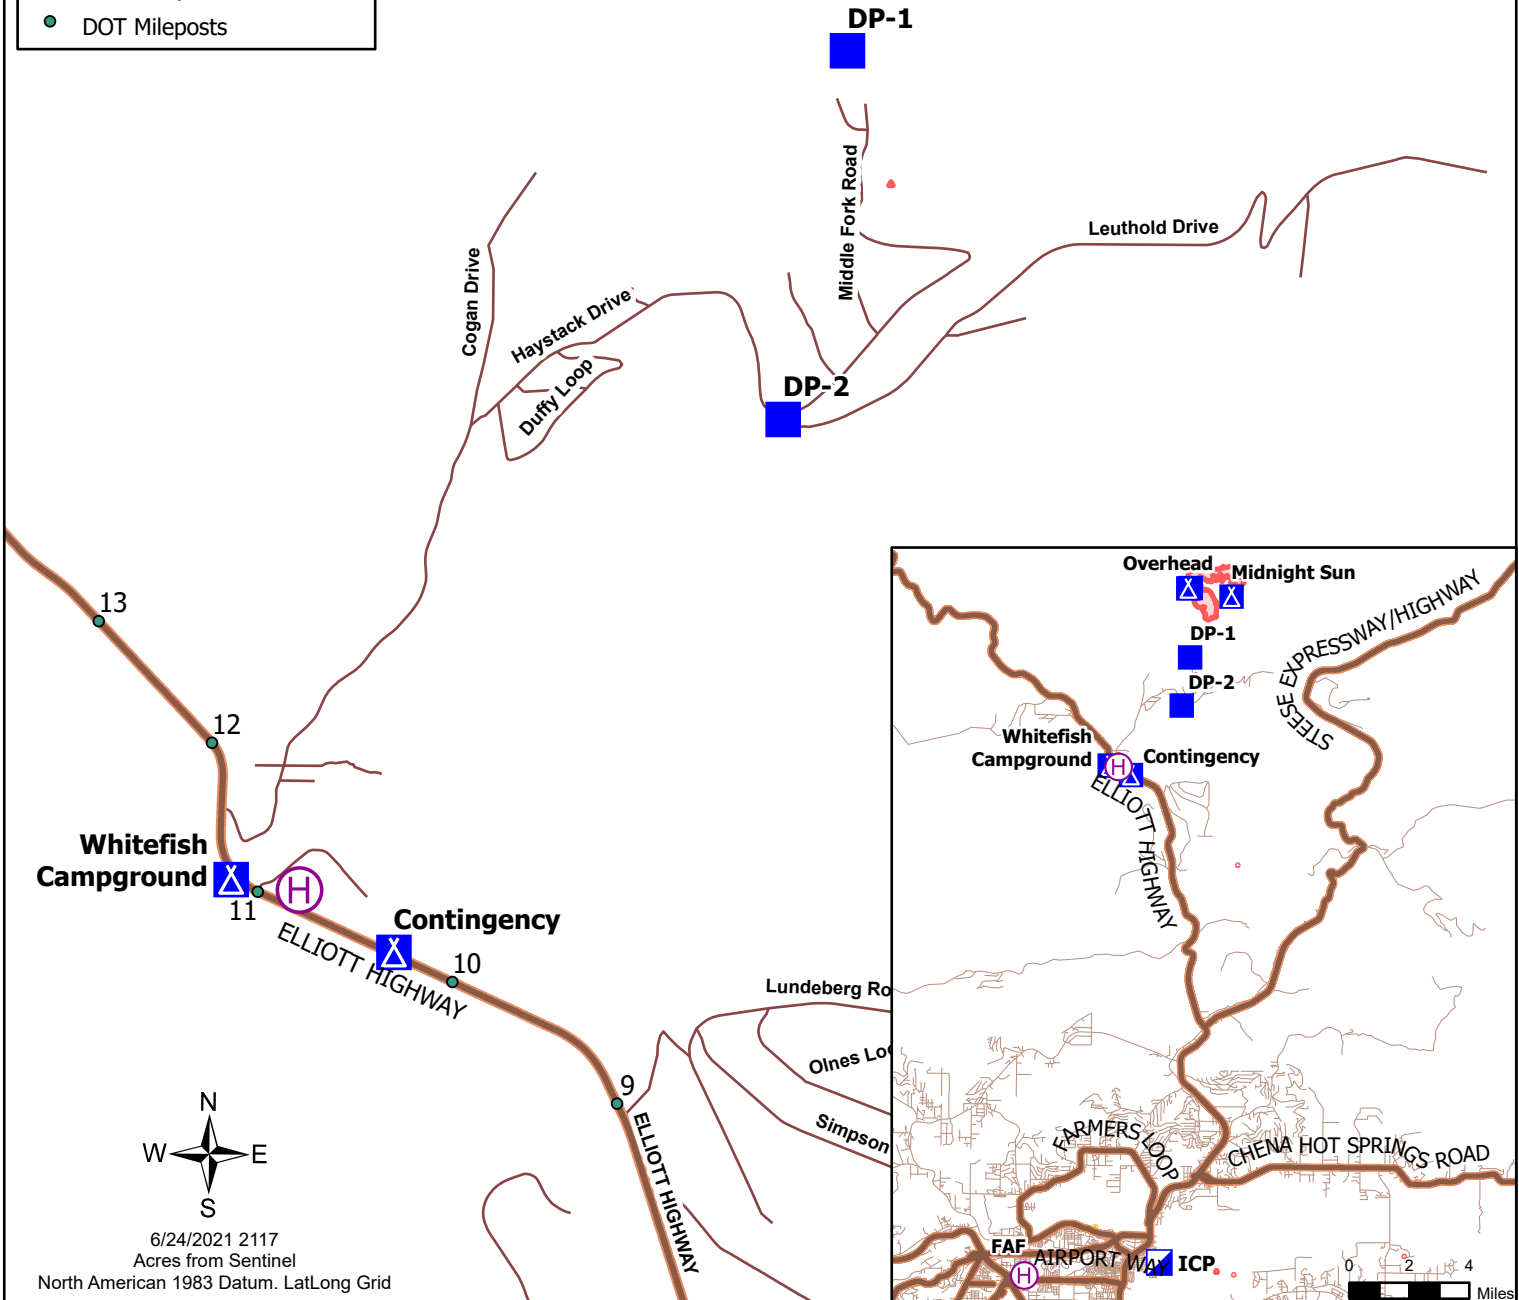 DOT Mileposts
DP-1
Middle Fork Road
Leuthold Drive
Cogan Drive
Haystack Drive
Duffy Loop
DP-2
13
12
Whitefish
Campground
11
H
Contingency
ELLIOTT HIGHWAY
10
9
ELLIOTT HIGHWAY
Lundeberg Ro
Olnes Loo
Simpson
N
W
E
S
6/24/2021 2117
Acres from Sentinel
North American 1983 Datum. LatLong Grid
Overhead
Midnight Sun
DP-1
DP-2
STEESE EXPRESSWAY/HIGHWAY
Whitefish
Campground
H
Contingency
ELLIOTT HIGHWAY
FARMERS LOOP
CHENA HOT SPRINGS ROAD
FAF
H
AIRPORT WAY
ICP
0 2 4
Miles